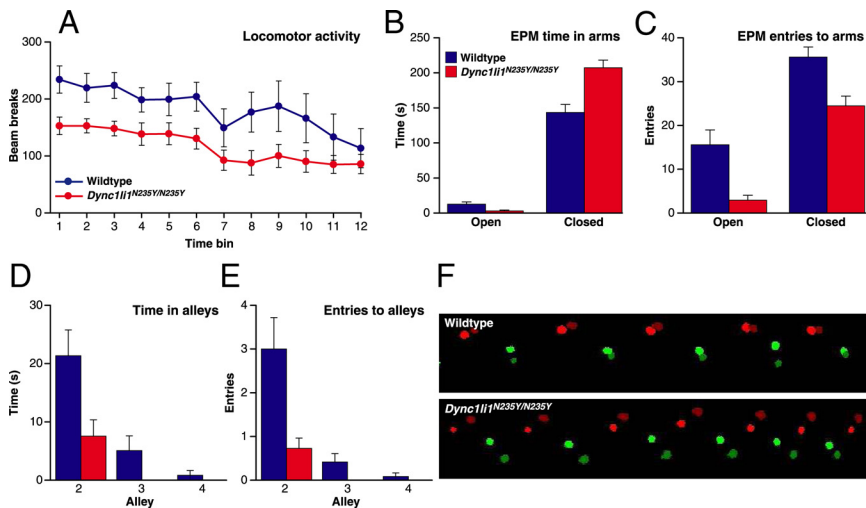 A
Locomotor activity
300
200
100
0
Beam breaks
Wildtype
Dync1li1N235Y/N235Y
1 2 3 4 5 6 7 8 9 10 11 12
Time bin
B
EPM time in arms
250
200
150
100
50
0
Time (s)
Wildtype
Dync1li1N235Y/N235Y
Open Closed
C
EPM entries to arms
40
30
20
10
0
Entries
Open Closed
D
Time in alleys
30
20
10
0
Time (s)
2 3 4
Alley
E
Entries to alleys
4
3
2
1
0
Entries
2 3 4
Alley
F
Wildtype
Dync1li1N235Y/N235Y